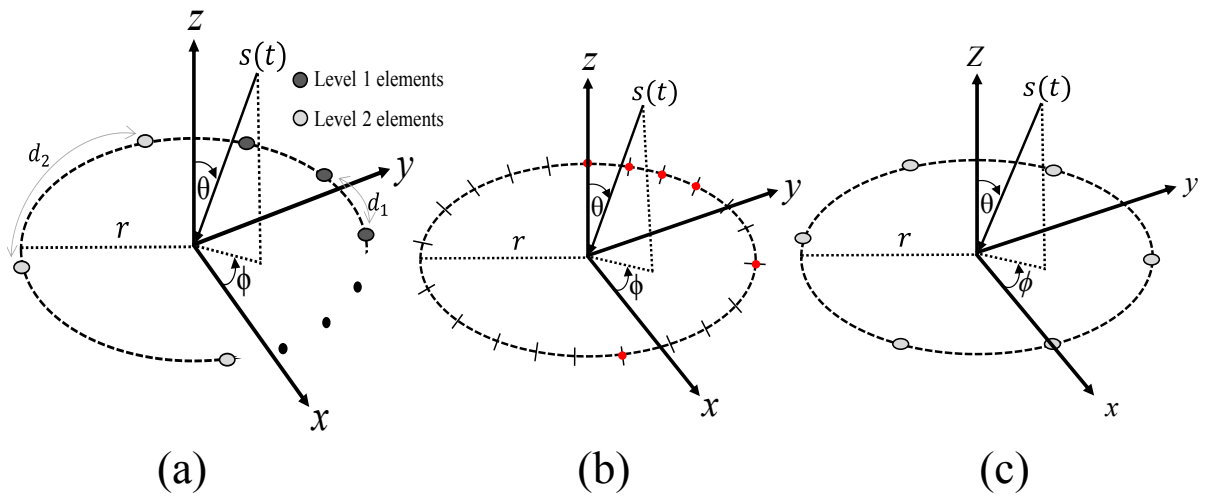 z
s(t)
Level 1 elements
Level 2 elements
d₂
θ
y
d₁
r
ϕ
x
(a)
z
s(t)
θ
y
r
ϕ
x
(b)
Z
s(t)
θ
y
r
ϕ
x
(c)